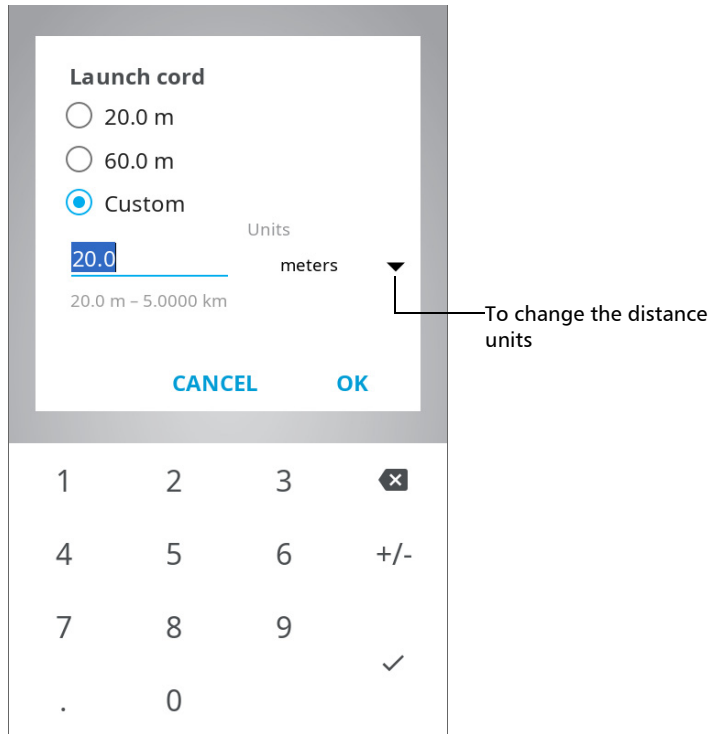 Launch cord
20.0 m
60.0 m
Custom
Units
20.0
meters
20.0 m – 5.0000 km
To change the distance
units
CANCEL OK
1 2 3
4 5 6 +/-
7 8 9
. 0